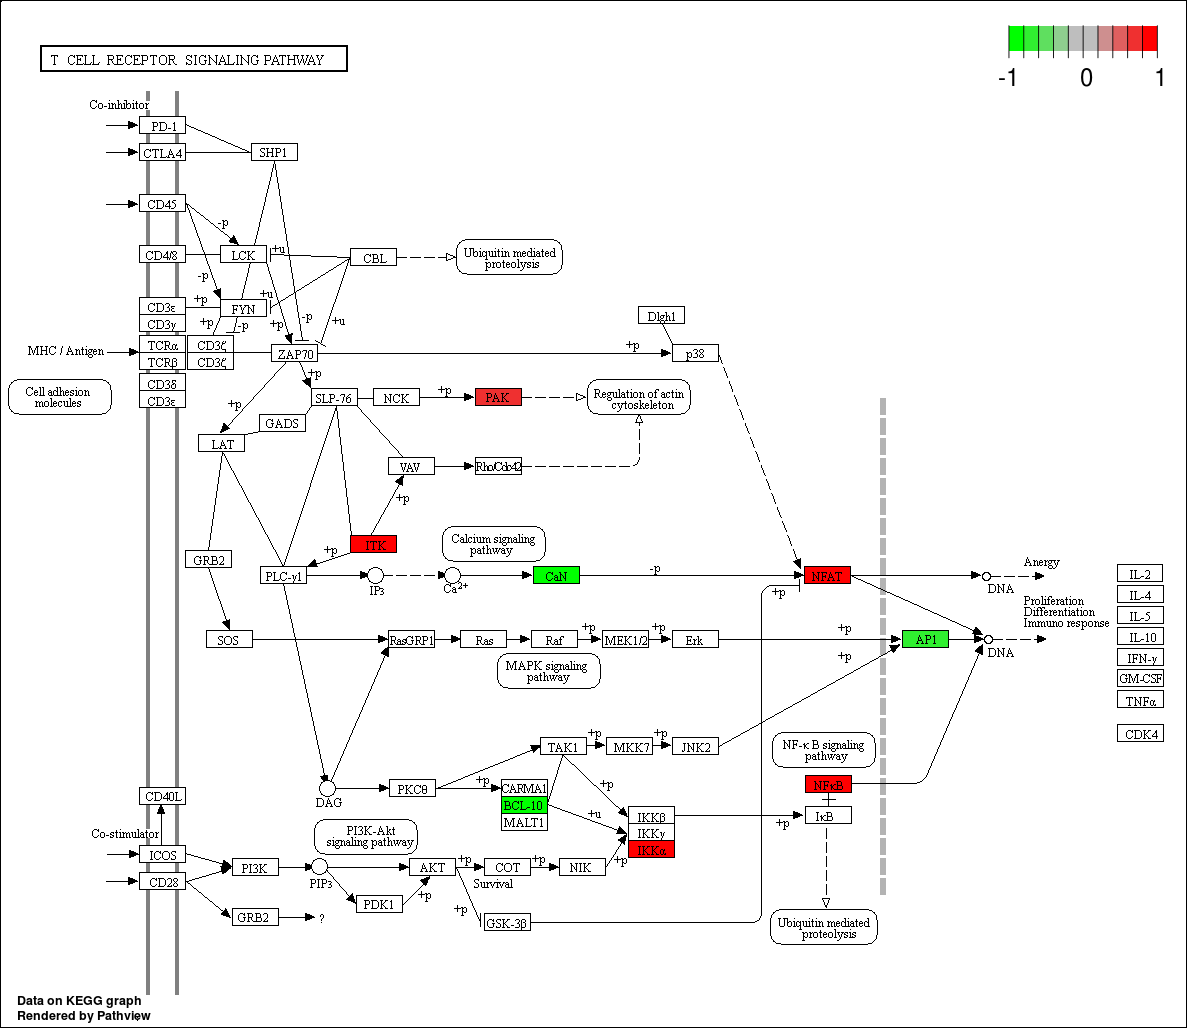 T CELL RECEPTOR SIGNALING PATHWAY
-1 0 1
Co-inhibitor
PD-1
CTLA4
SHP1
CD45
-p
CD4/8
LCK
+u
CBL
Ubiquitin mediated
proteolysis
-p
CD3ε
+p
FYN
+u
CD3γ
+p
-p
+p
-p
+u
Dlgh1
MHC / Antigen
TCRα
CD3ζ
TCRβ
CD3ζ
ZAP70
+p
p38
Cell adhesion
molecules
CD3δ
CD3ε
+p
+p
SLP-76
NCK
+p
PAK
Regulation of actin
cytoskeleton
GADS
LAT
VAV
Rho/Cdc42
+p
ITK
+p
Calcium signaling
pathway
GRB2
PLC-γ1
IP3
Ca2+
CaN
-p
NFAT
+p
DNA
Anergy
Proliferation
Differentiation
Immuno response
IL-2
IL-4
IL-5
IL-10
IFN-γ
GM-CSF
TNFα
CDK4
SOS
RasGRP1
Ras
Raf
+p
MEK1/2
+p
Erk
+p
+p
AP1
DNA
MAPK signaling
pathway
TAK1
+p
MKK7
+p
JNK2
NF-κ B signaling
pathway
DAG
PKCθ
+p
CARMA1
BCL-10
MALT1
+p
+u
IKKβ
IKKγ
IKKα
+p
NFκB
IκB
CD40L
Co-stimulator
ICOS
CD28
PI3K-Akt
signaling pathway
PI3K
PIP3
AKT
+p
COT
+p
NIK
+p
Survival
PDK1
+p
+p
GSK-3β
GRB2
?
Ubiquitin mediated
proteolysis
Data on KEGG graph
Rendered by Pathview